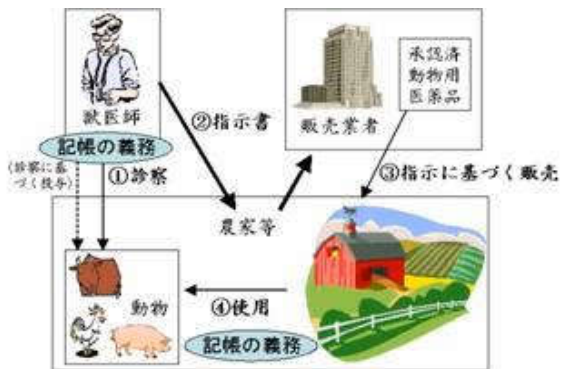 獣医師
記帳の義務
(診察に基
づく投与)
①診察
②指示書
販売業者
承認済
動物用
医薬品
③指示に基づく販売
農家等
動物
④使用
記帳の義務